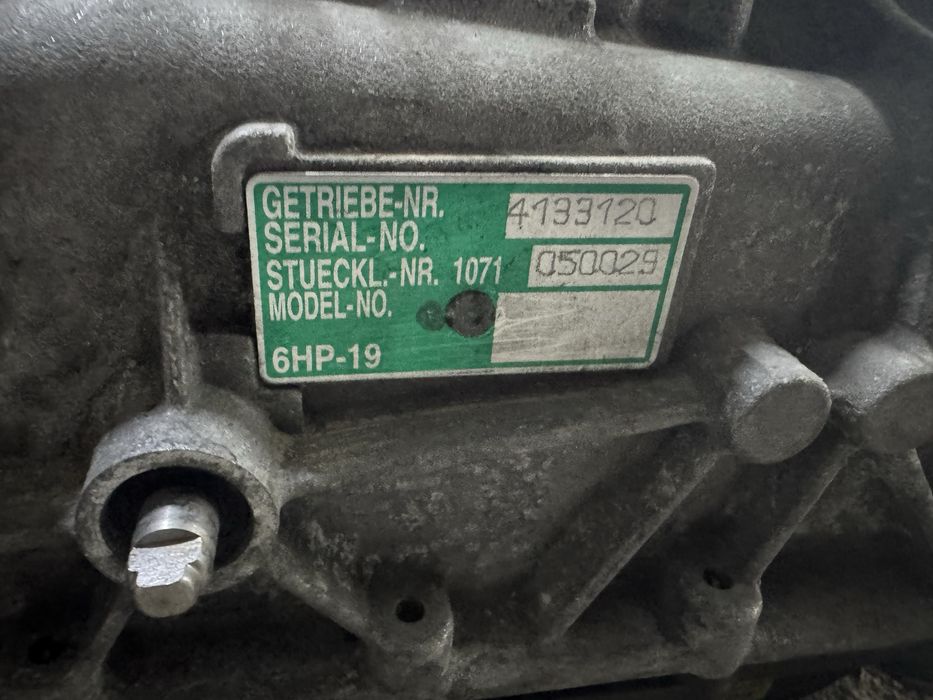 GETRIEBE-NR.
SERIAL-NO. 4133120
STUECKL.-NR. 1071 050029
MODEL-NO.
6HP-19